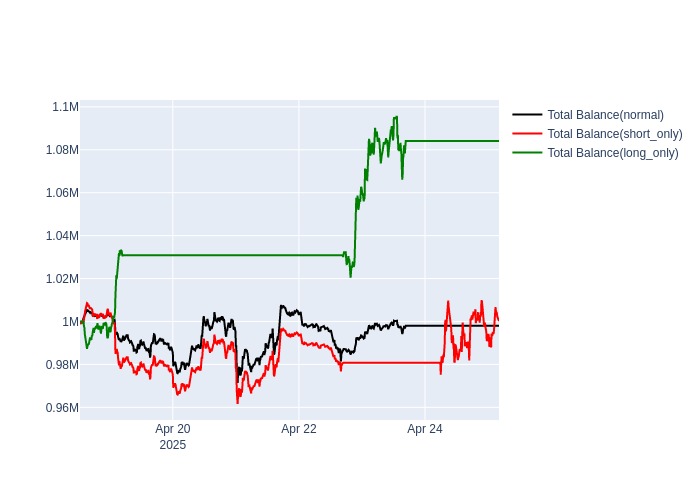 1.1M
1.08M
1.06M
1.04M
1.02M
1M
0.98M
0.96M
Apr 20
2025
Apr 22
Apr 24
Total Balance(normal)
Total Balance(short_only)
Total Balance(long_only)